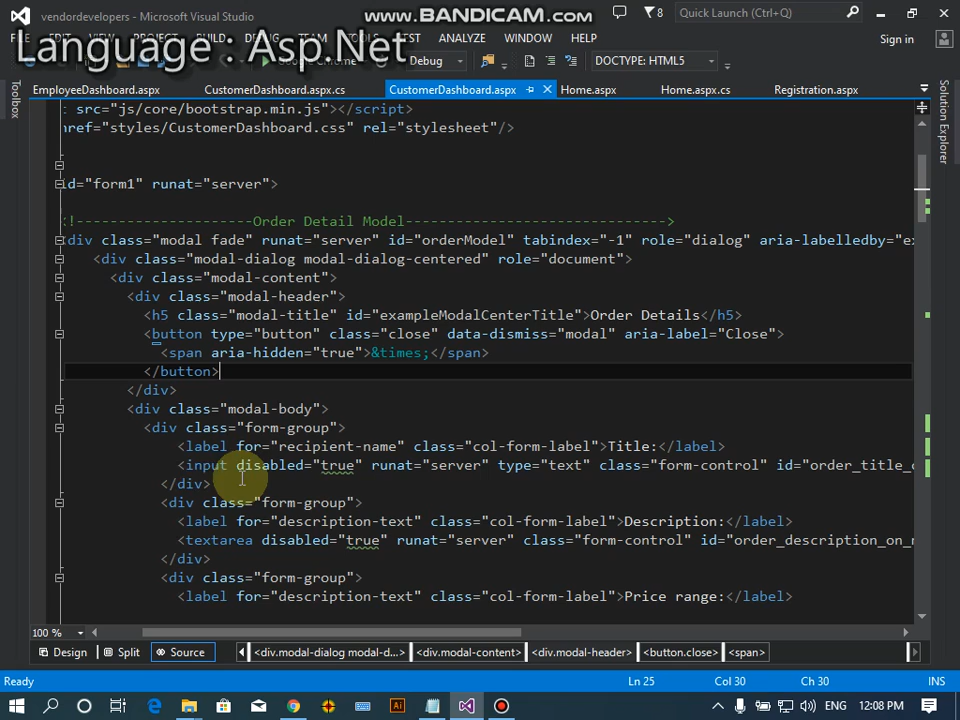 vendordevelopers - Microsoft Visual Studio
www.BANDICAM.com
8
Quick Launch (Ctrl+Q)
PROJECT BUILD TEAM ANALYZE WINDOW HELP
Sign in
Language : Asp.Net
Debug
DOCTYPE: HTML5
EmployeeDashboard.aspx
CustomerDashboard.aspx.cs
CustomerDashboard.aspx
Home.aspx
Home.aspx.cs
Registration.aspx
Toolbox
Solution Explorer
src="js/core/bootstrap.min.js"></script>
href="styles/CustomerDashboard.css" rel="stylesheet"/>
id="form1" runat="server">
!---------------------Order Detail Model------------------------------->
div class="modal fade" runat="server" id="orderModel" tabindex="-1" role="dialog" aria-labelledby="ex
<div class="modal-dialog modal-dialog-centered" role="document">
<div class="modal-content">
<div class="modal-header">
<h5 class="modal-title" id="exampleModalCenterTitle">Order Details</h5>
<button type="button" class="close" data-dismiss="modal" aria-label="Close">
<span aria-hidden="true">&times;</span>
</button>
</div>
<div class="modal-body">
<div class="form-group">
<label for="recipient-name" class="col-form-label">Title:</label>
<input disabled="true" runat="server" type="text" class="form-control" id="order_title_
</div>
<div class="form-group">
<label for="description-text" class="col-form-label">Description:</label>
<textarea disabled="true" runat="server" class="form-control" id="order_description_on_
</div>
<div class="form-group">
<label for="description-text" class="col-form-label">Price range:</label>
100 %
Design
Split
Source
<div.modal-dialog modal-d...>
<div.modal-content>
<div.modal-header>
<button.close>
<span>
Ready
Ln 25
Col 30
Ch 30
INS
ENG
12:08 PM